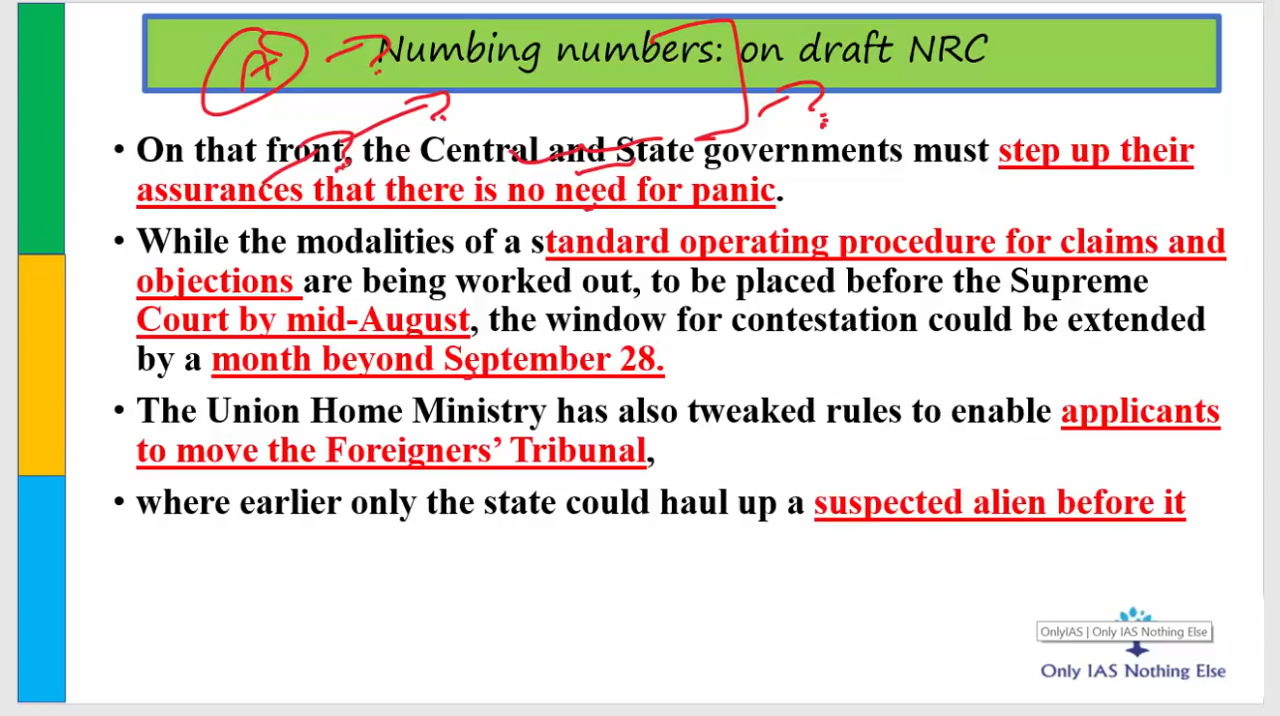 Numbing numbers: on draft NRC
• On that front, the Central and State governments must step up their
assurances that there is no need for panic.
• While the modalities of a standard operating procedure for claims and
objections are being worked out, to be placed before the Supreme
Court by mid-August, the window for contestation could be extended
by a month beyond September 28.
• The Union Home Ministry has also tweaked rules to enable applicants
to move the Foreigners’ Tribunal,
• where earlier only the state could haul up a suspected alien before it
OnlyIAS | Only IAS Nothing Else
Only IAS Nothing Else